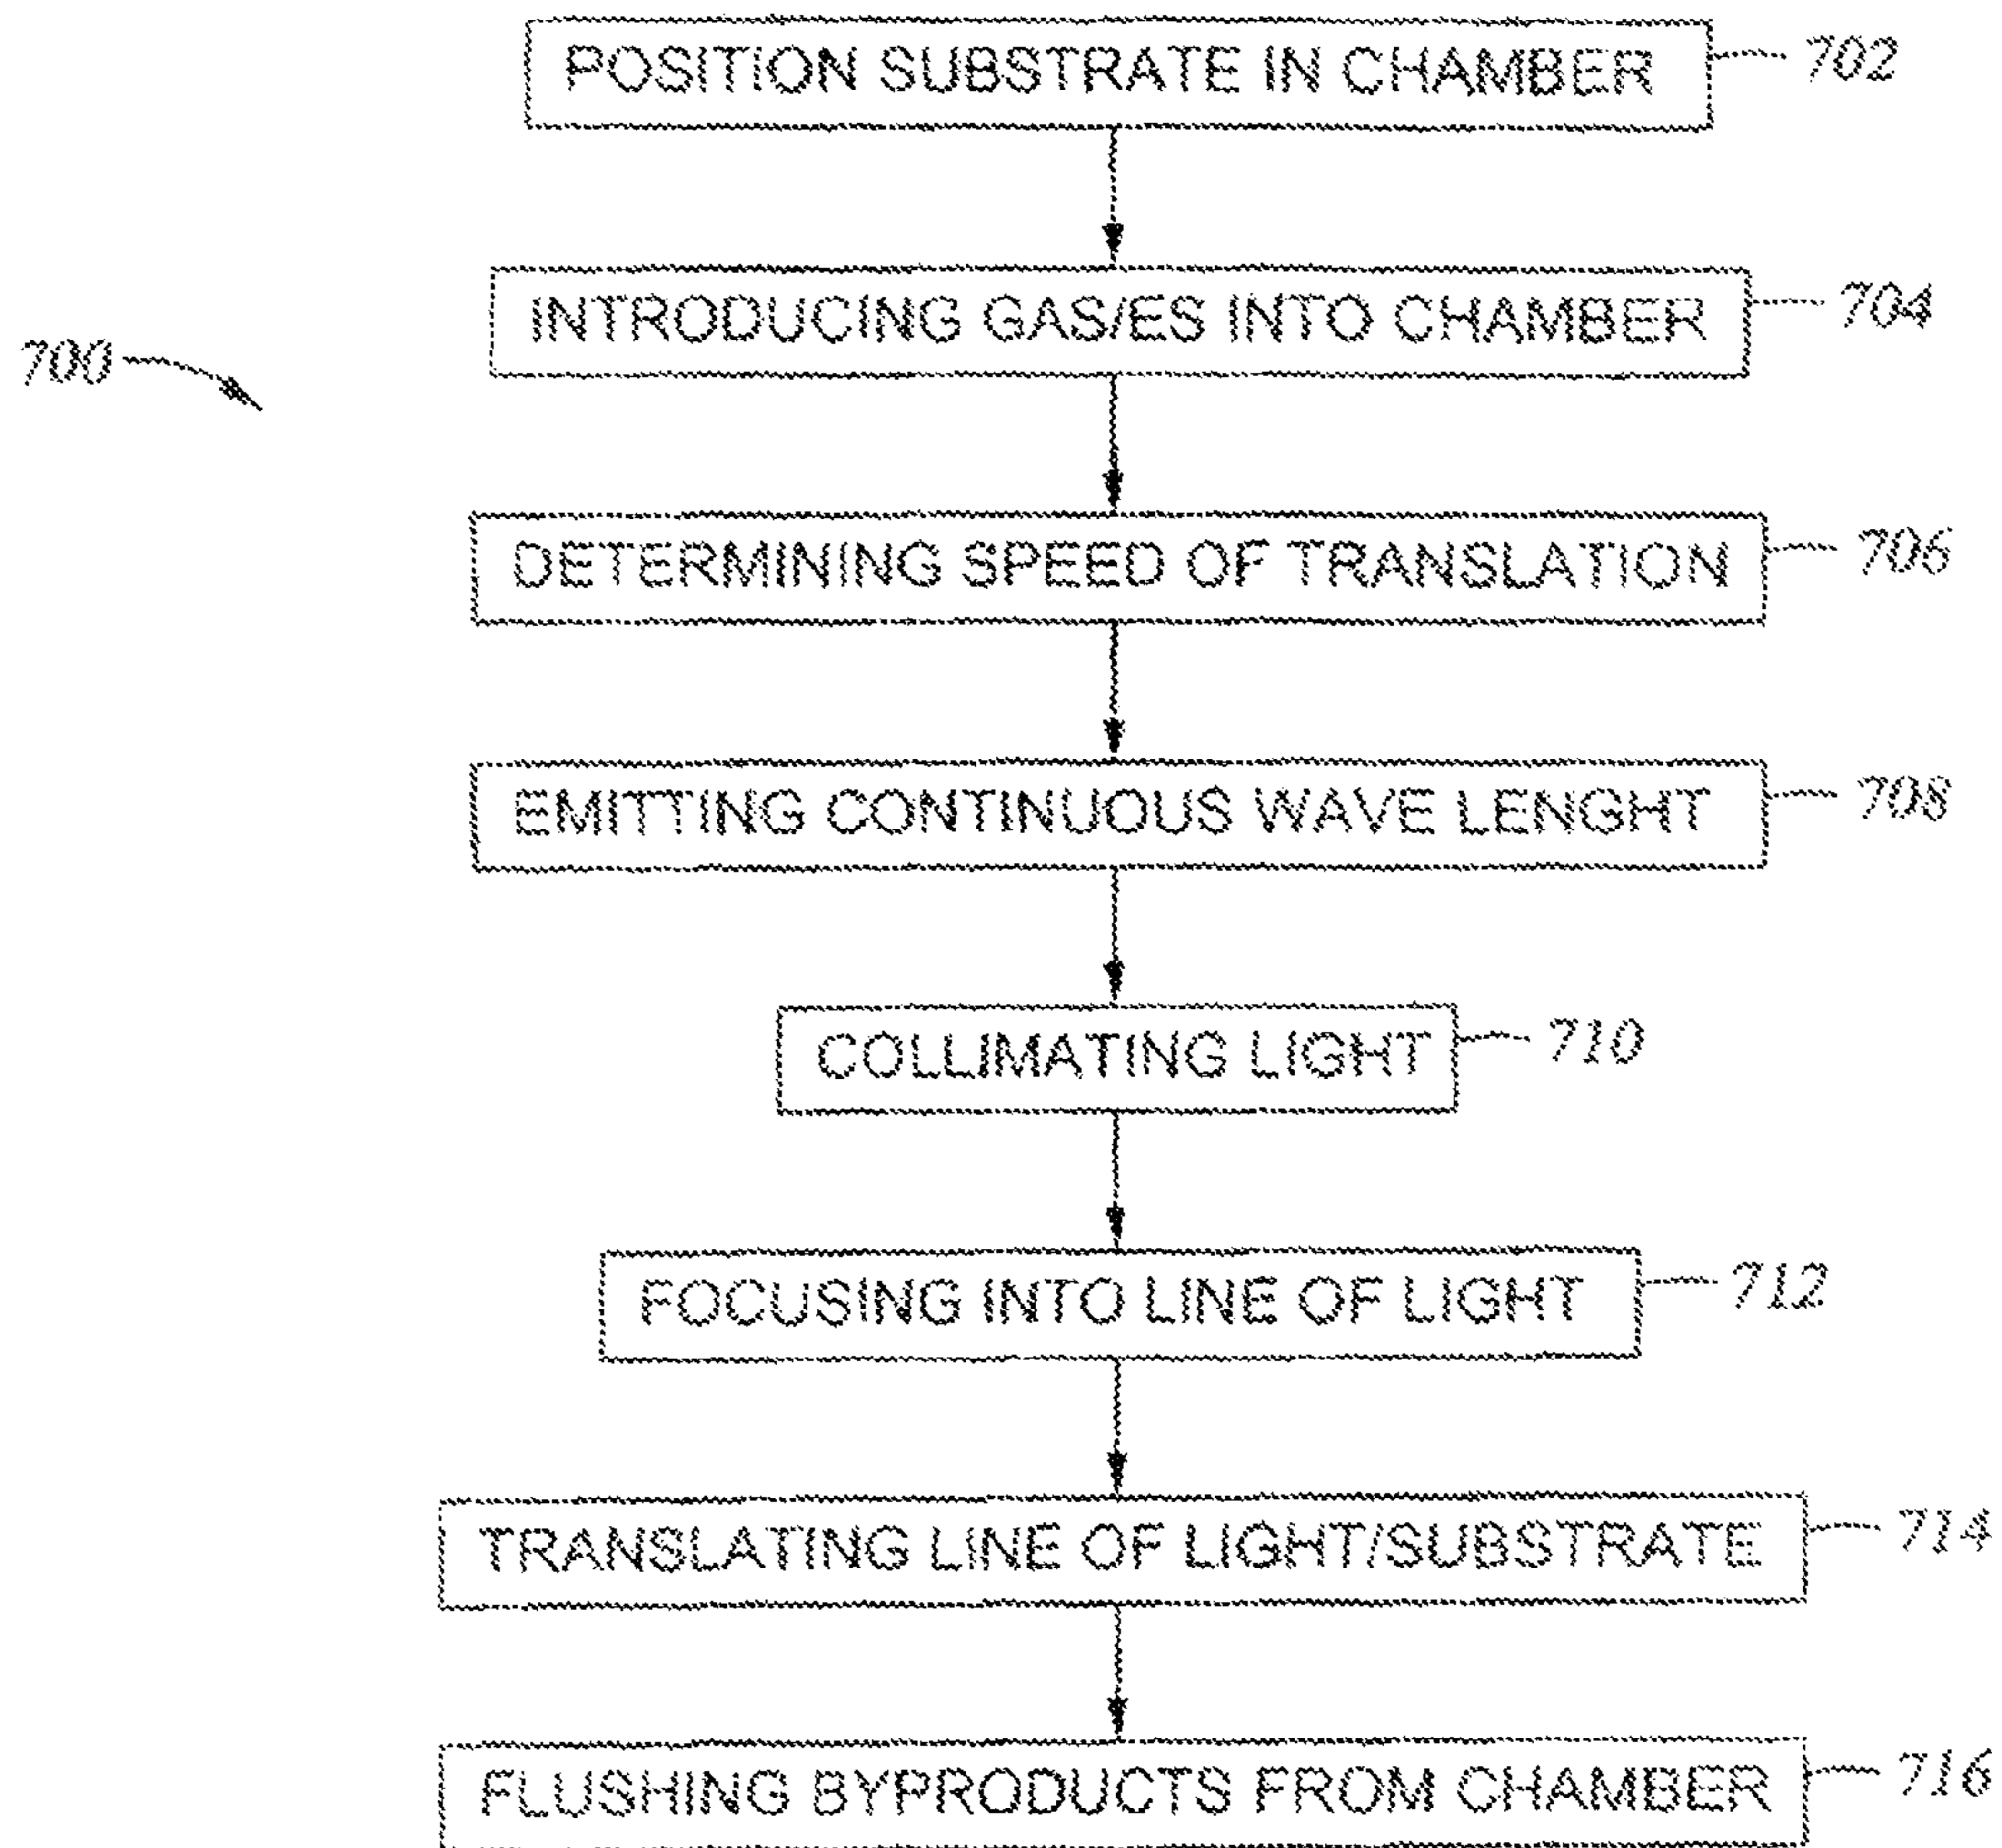 POSITION SUBSTRATE IN CHAMBER 702
INTRODUCING GAS/ES INTO CHAMBER 704
700
DETERMINING SPEED OF TRANSLATION 706
EMITTING CONTINUOUS WAVE LENGHT 708
COLLIMATING LIGHT 710
FOCUSING INTO LINE OF LIGHT 712
TRANSLATING LINE OF LIGHT/SUBSTRATE 714
FLUSHING BYPRODUCTS FROM CHAMBER 716